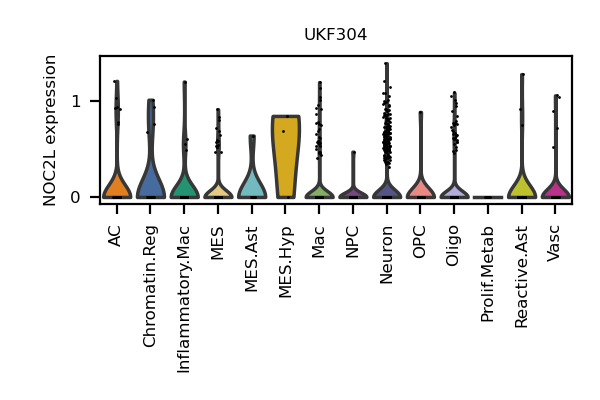 UKF304
NOC2L expression
1
0
AC
Chromatin.Reg
Inflammatory.Mac
MES
MES.Ast
MES.Hyp
Mac
NPC
Neuron
OPC
Oligo
Prolif.Metab
Reactive.Ast
Vasc